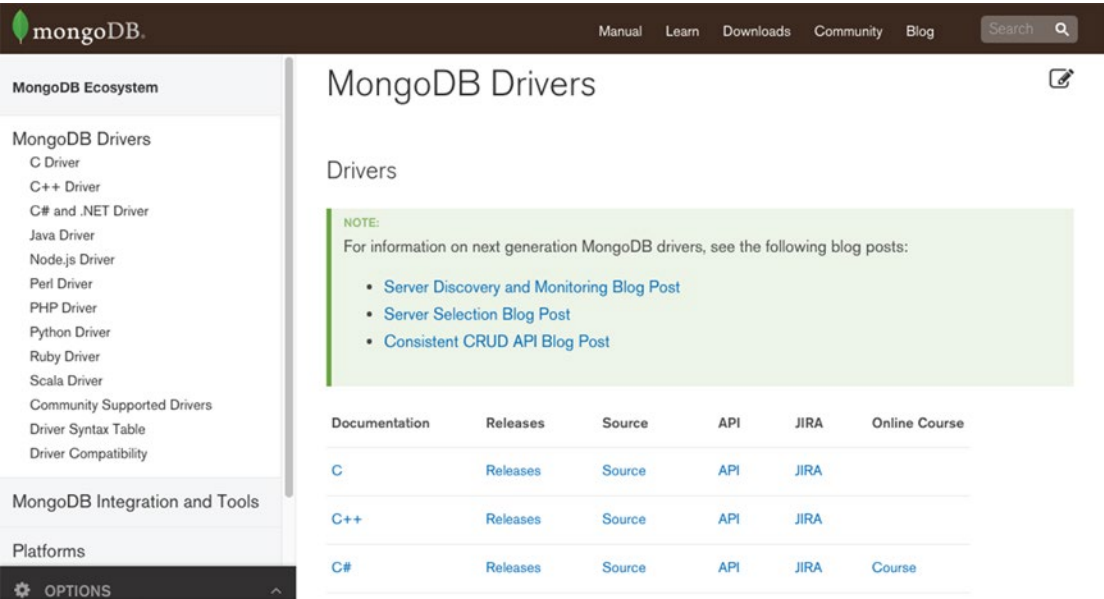 mongoDB.
Manual Learn Downloads Community Blog Search
MongoDB Ecosystem
MongoDB Drivers
C Driver
C++ Driver
C# and .NET Driver
Java Driver
Node.js Driver
Perl Driver
PHP Driver
Python Driver
Ruby Driver
Scala Driver
Community Supported Drivers
Driver Syntax Table
Driver Compatibility
MongoDB Integration and Tools
Platforms
OPTIONS
MongoDB Drivers
Drivers
NOTE:
For information on next generation MongoDB drivers, see the following blog posts:
• Server Discovery and Monitoring Blog Post
• Server Selection Blog Post
• Consistent CRUD API Blog Post
Documentation Releases Source API JIRA Online Course
C Releases Source API JIRA
C++ Releases Source API JIRA
C# Releases Source API JIRA Course